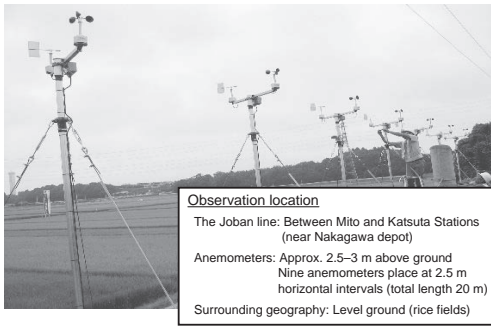 Observation location
The Joban line: Between Mito and Katsuta Stations
(near Nakagawa depot)
Anemometers: Approx. 2.5–3 m above ground
Nine anemometers place at 2.5 m
horizontal intervals (total length 20 m)
Surrounding geography: Level ground (rice fields)